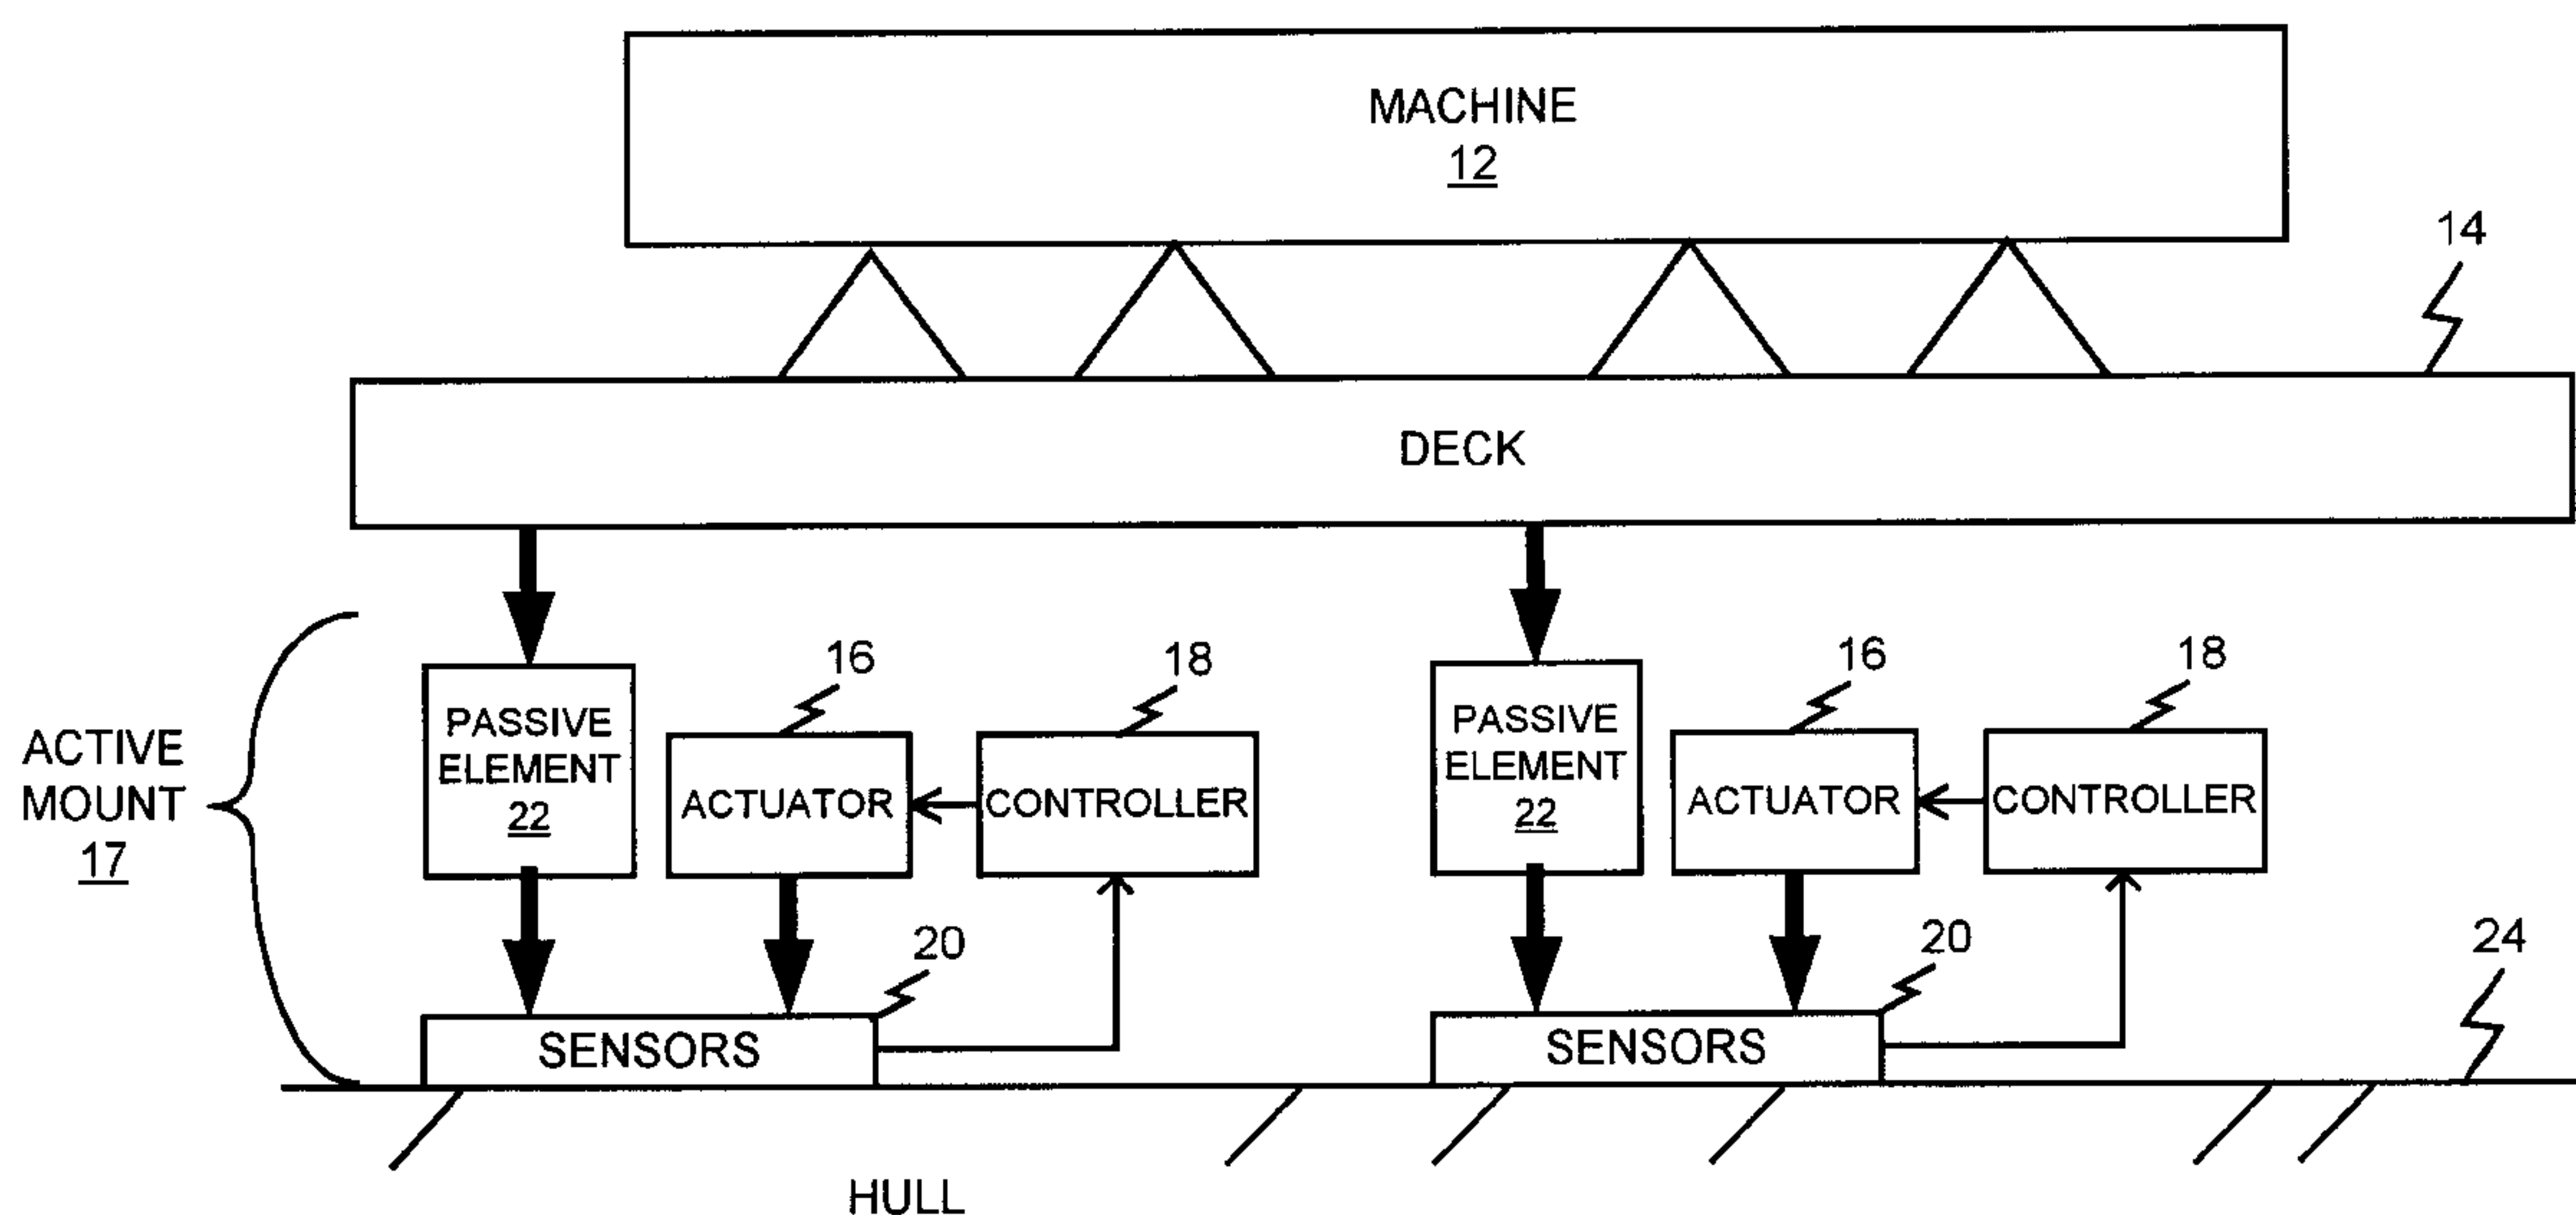 MACHINE
12
14
DECK
16
18
16
18
PASSIVE
ELEMENT
22
ACTUATOR
CONTROLLER
PASSIVE
ELEMENT
22
ACTUATOR
CONTROLLER
ACTIVE
MOUNT
17
20
20
24
SENSORS
SENSORS
HULL